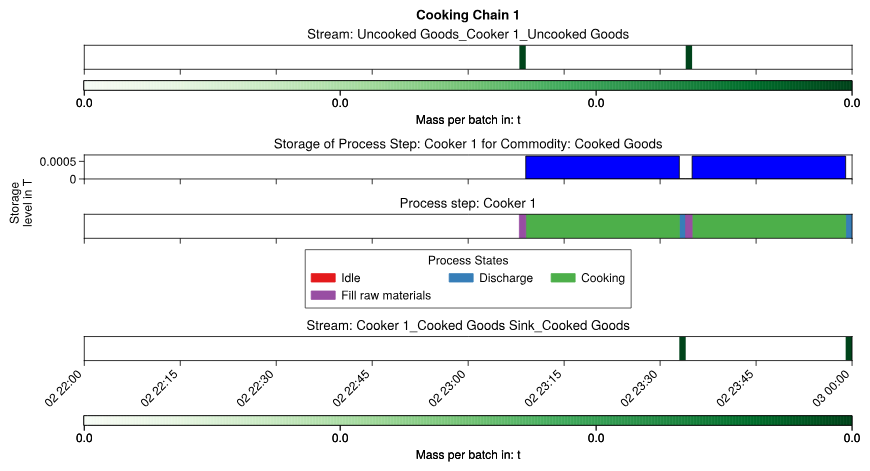 Cooking Chain 1
Stream: Uncooked Goods_Cooker 1_Uncooked Goods
0.0 0.0 0.0 0.0
Mass per batch in: t
Storage of Process Step: Cooker 1 for Commodity: Cooked Goods
0.0005
0
Storage
level in T
Process step: Cooker 1
Process States
Idle Discharge Cooking
Fill raw materials
Stream: Cooker 1_Cooked Goods Sink_Cooked Goods
02 22:00 02 22:15 02 22:30 02 22:45 02 23:00 02 23:15 02 23:30 02 23:45 03 00:00
0.0 0.0 0.0 0.0
Mass per batch in: t